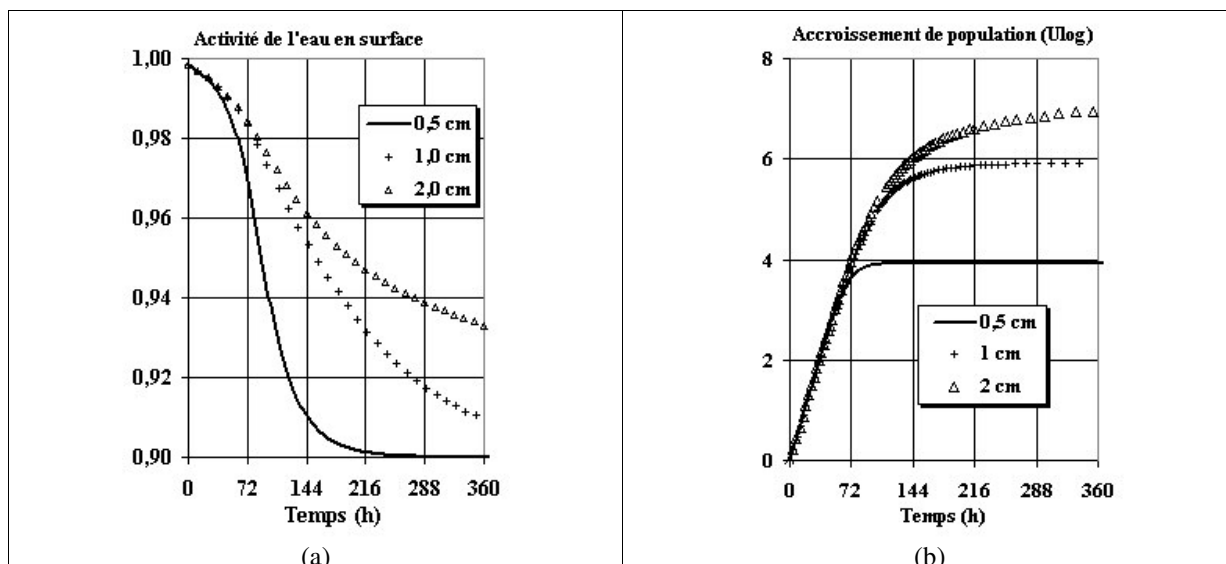 Activité de l'eau en surface
1,00
0,98
0,96
0,94
0,92
0,90
0,5 cm
1,0 cm
2,0 cm
0 72 144 216 288 360
Temps (h)
(a)
Accroissement de population (Ulog)
8
6
4
2
0
0,5 cm
1 cm
2 cm
0 72 144 216 288 360
Temps (h)
(b)